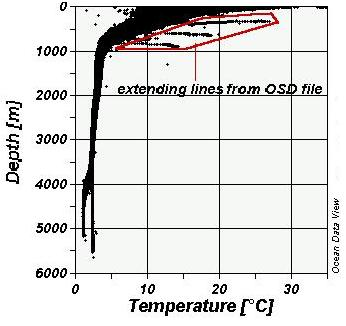 0
1000
2000
3000
4000
5000
6000
Depth [m]
extending lines from OSD file
0
10
20
30
Temperature [°C]
Ocean Data View